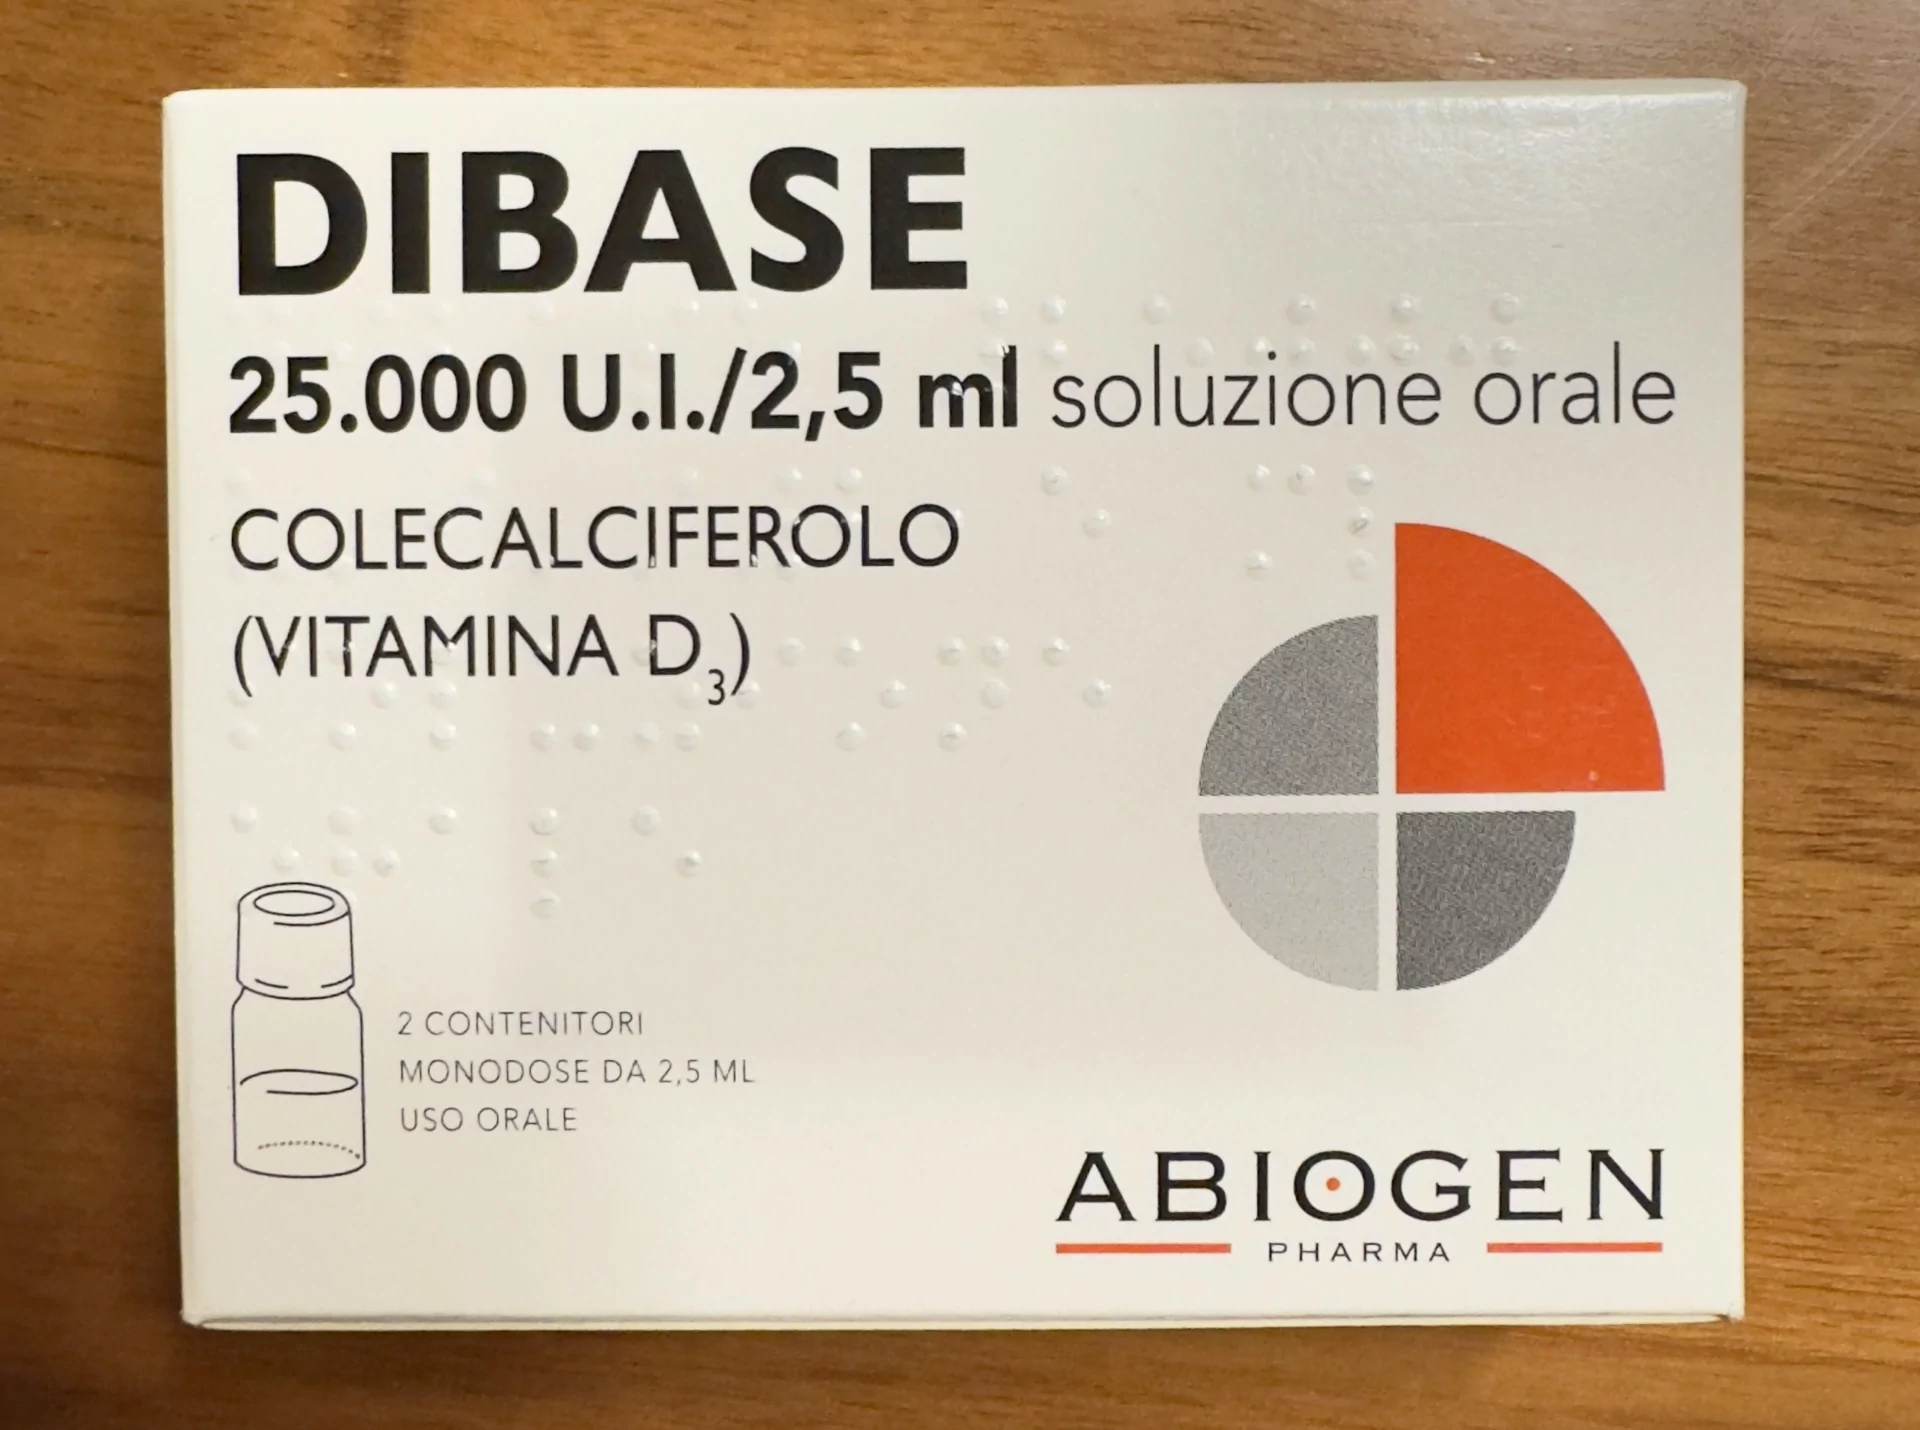 DIBASE
25.000 U.I./2,5 ml soluzione orale
COLECALCIFEROLO
(VITAMINA D3)
2 CONTENITORI
MONODOSE DA 2,5 ML
USO ORALE
ABIOGEN
PHARMA